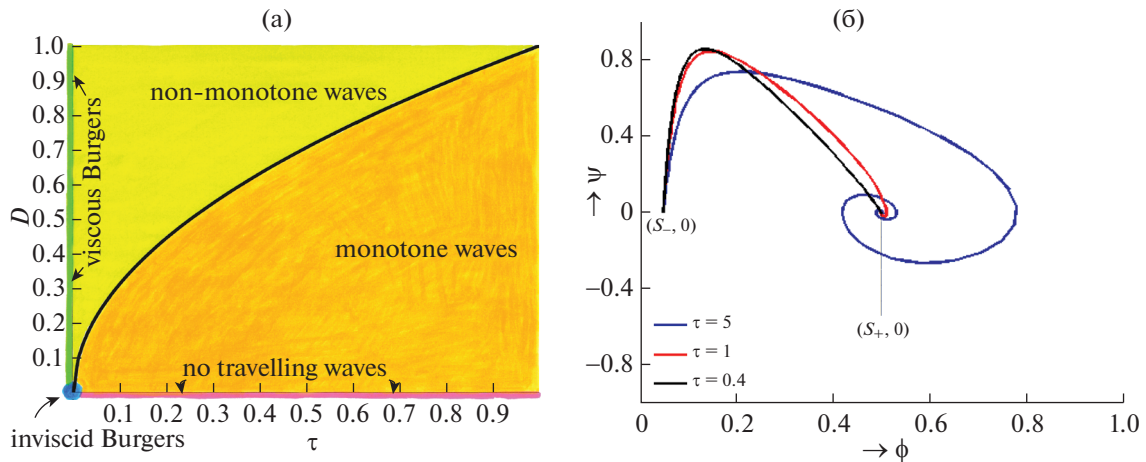 (а)
1.0
0.9
0.8
0.7
0.6
0.5
0.4
0.3
0.2
0.1
D
viscous Burgers
non-monotone waves
monotone waves
no travelling waves
0.1 0.2 0.3 0.4 0.5 0.6 0.7 0.8 0.9
inviscid Burgers
τ
(б)
0.8
0.4
0
−0.4
−0.8
→ ψ
(S₋, 0)
(S₊, 0)
τ = 5
τ = 1
τ = 0.4
0 0.2 0.4 0.6 0.8 1.0
→ ϕ